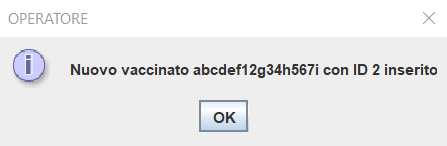 OPERATORE
Nuovo vaccinato abcdef12g34h567i con ID 2 inserito
OK